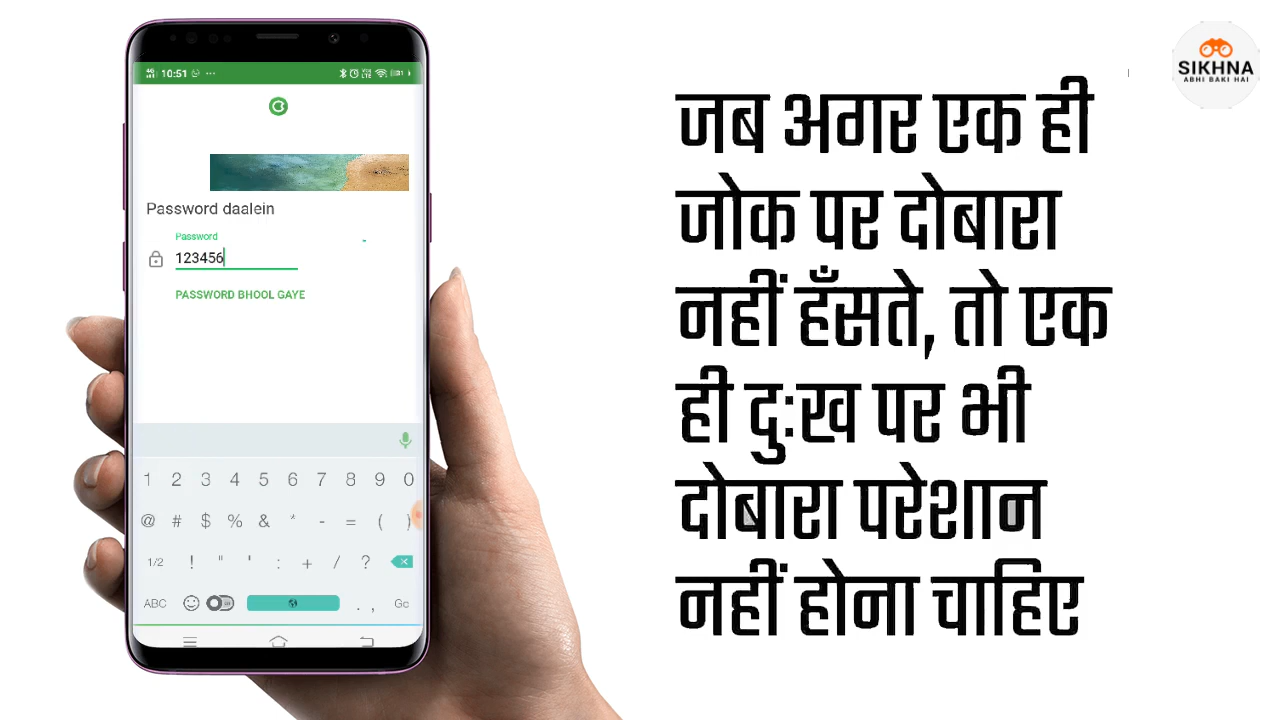 10:51
Password daalein
Password
123456
PASSWORD BHOOL GAYE
1 2 3 4 5 6 7 8 9 0
@ # $ % & * - = ( )
1/2 ! " ' : + / ?
ABC . , Go
SIKHNA
ABHI BAKI HAI
जब अगर एक ही
जोक पर दोबारा
नहीं हँसते, तो एक
ही दुःख पर भी
दोबारा परेशान
नहीं होना चाहिए